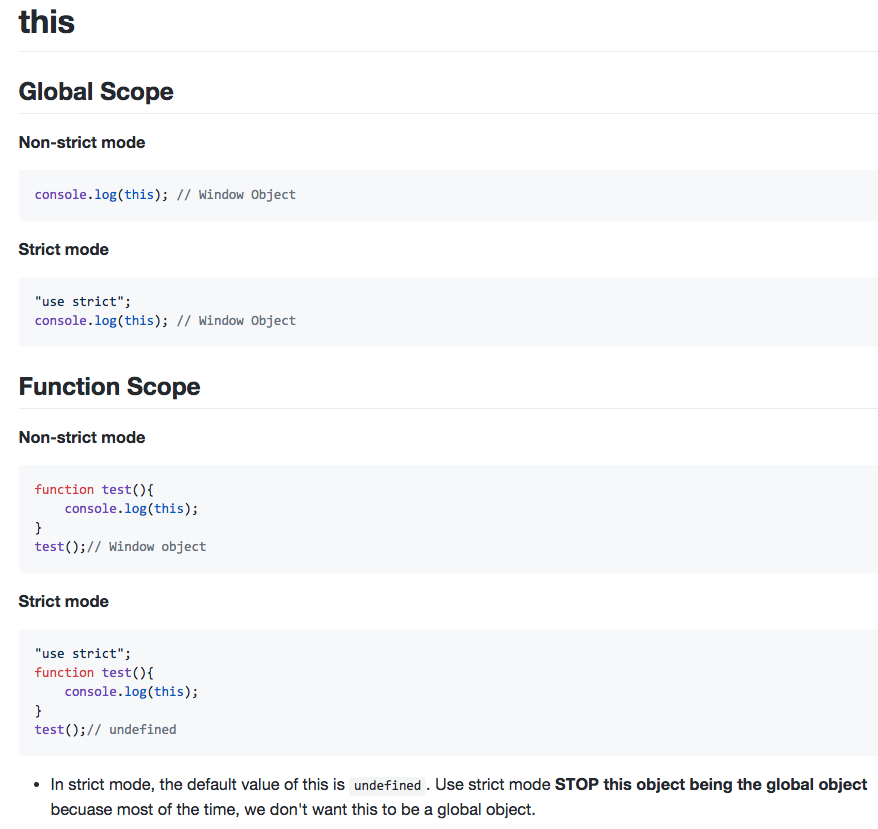 this
Global Scope
Non-strict mode
console.log(this); // Window Object
Strict mode
"use strict";
console.log(this); // Window Object
Function Scope
Non-strict mode
function test(){
    console.log(this);
}
test();// Window object
Strict mode
"use strict";
function test(){
    console.log(this);
}
test();// undefined
• In strict mode, the default value of this is undefined. Use strict mode STOP this object being the global object
becuase most of the time, we don't want this to be a global object.